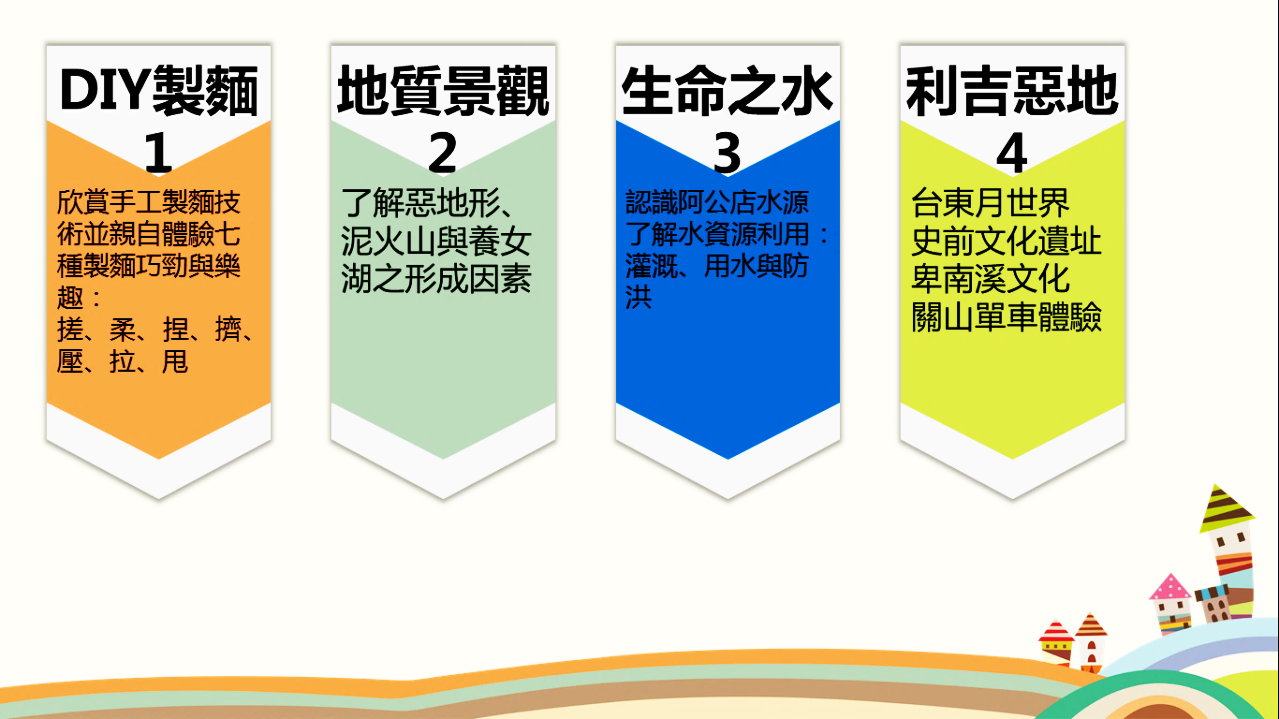 DIY製麵
1
欣賞手工製麵技
術並親自體驗七
種製麵巧勁與樂
趣：
搓、柔、捏、擠、
壓、拉、甩
地質景觀
2
了解惡地形、
泥火山與養女
湖之形成因素
生命之水
3
認識阿公店水源
了解水資源利用：
灌溉、用水與防
洪
利吉惡地
4
台東月世界
史前文化遺址
卑南溪文化
關山單車體驗